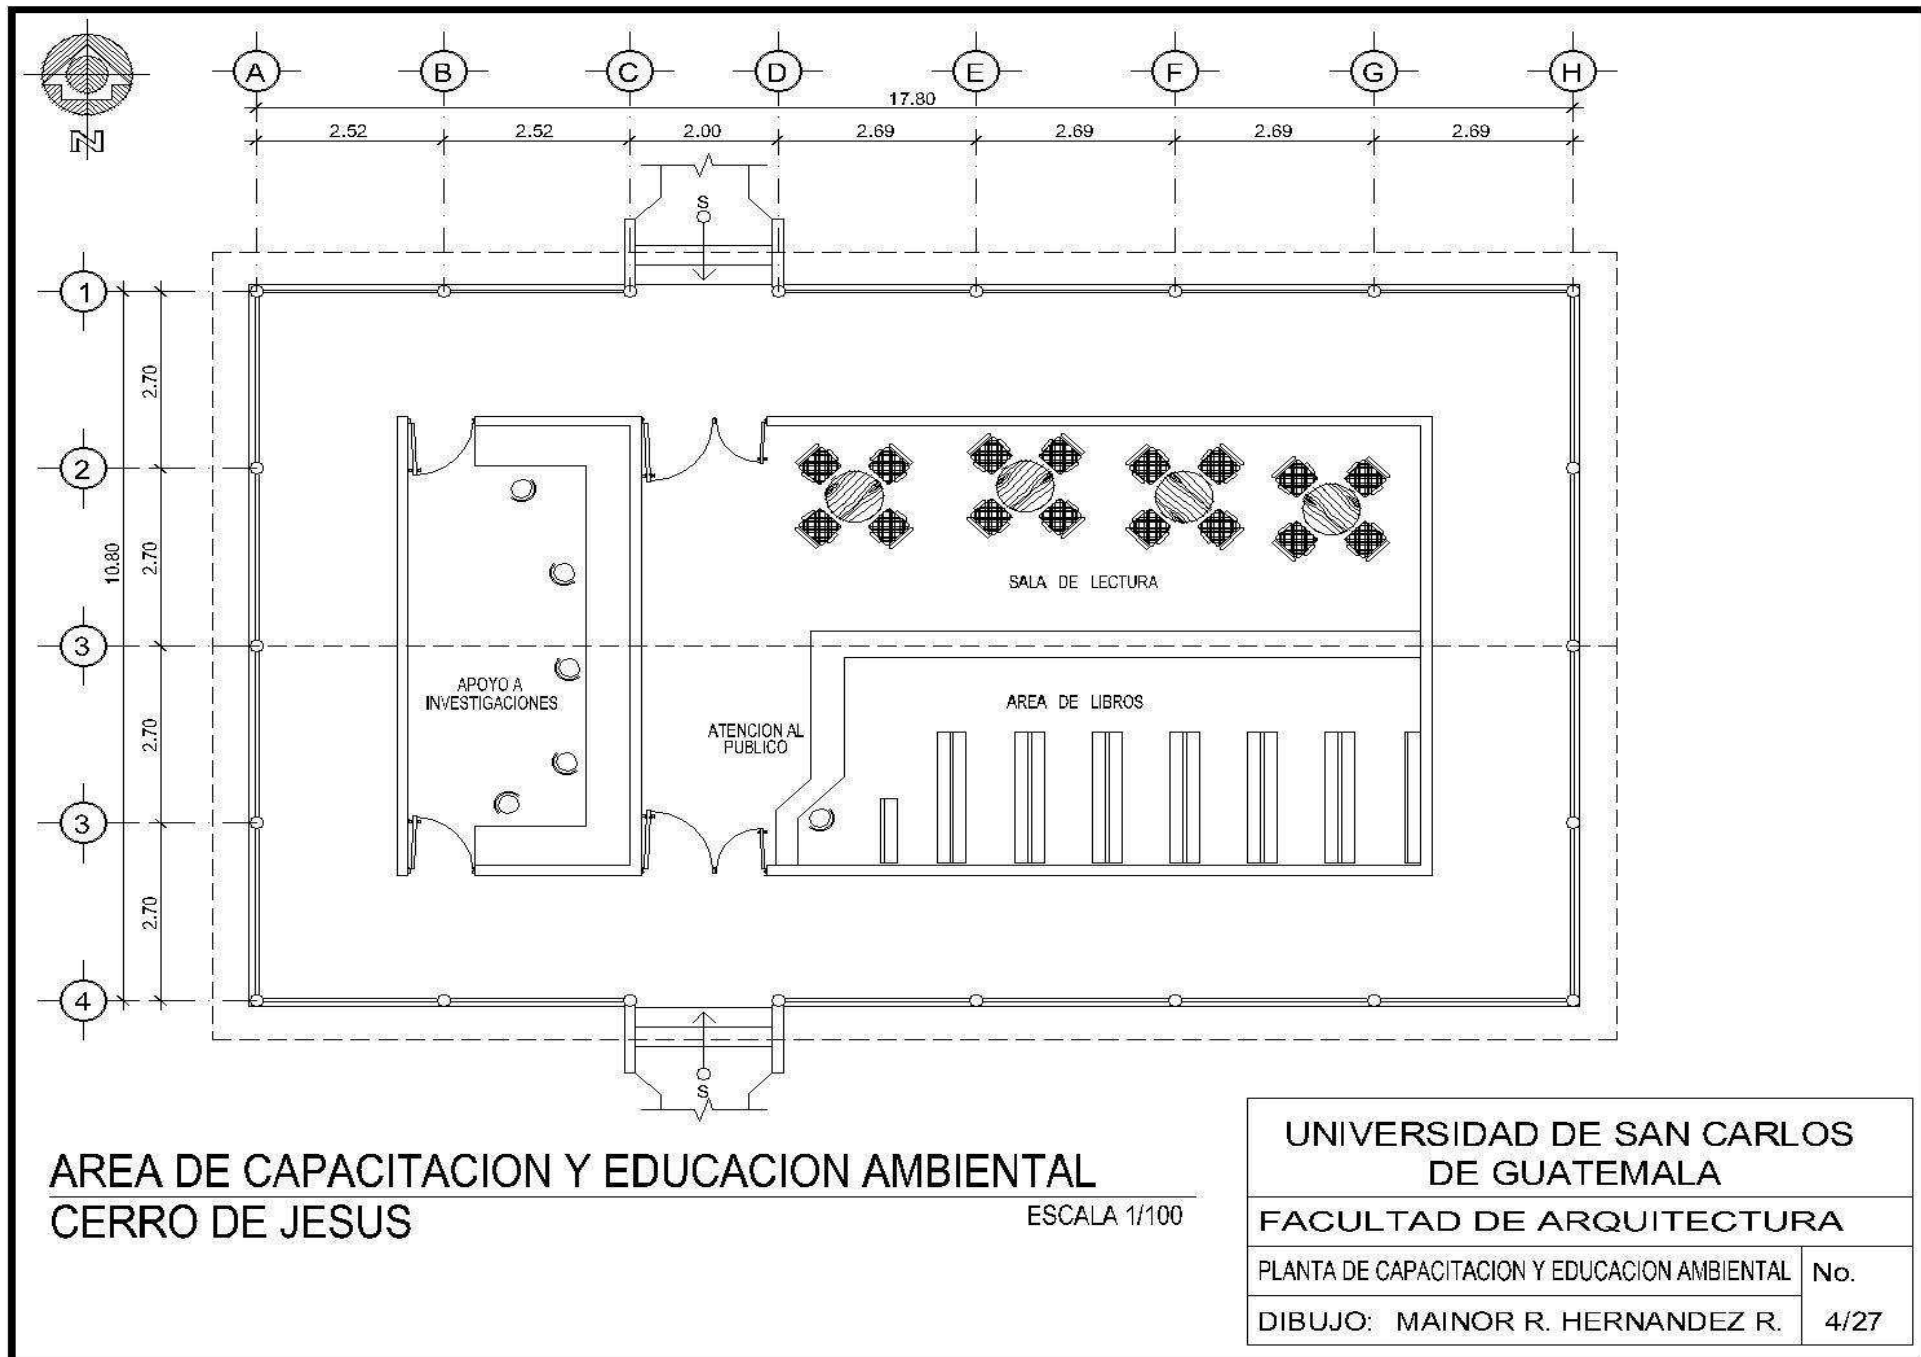 A B C D E F G H
17.80
2.52 2.52 2.00 2.69 2.69 2.69 2.69
N
S
1
2.70
2
10.80
2.70
3
2.70
3
2.70
4
SALA DE LECTURA
APOYO A
INVESTIGACIONES
AREA DE LIBROS
ATENCION AL
PUBLICO
S
AREA DE CAPACITACION Y EDUCACION AMBIENTAL
CERRO DE JESUS
ESCALA 1/100
UNIVERSIDAD DE SAN CARLOS
DE GUATEMALA
FACULTAD DE ARQUITECTURA
PLANTA DE CAPACITACION Y EDUCACION AMBIENTAL
No.
DIBUJO: MAINOR R. HERNANDEZ R.
4/27